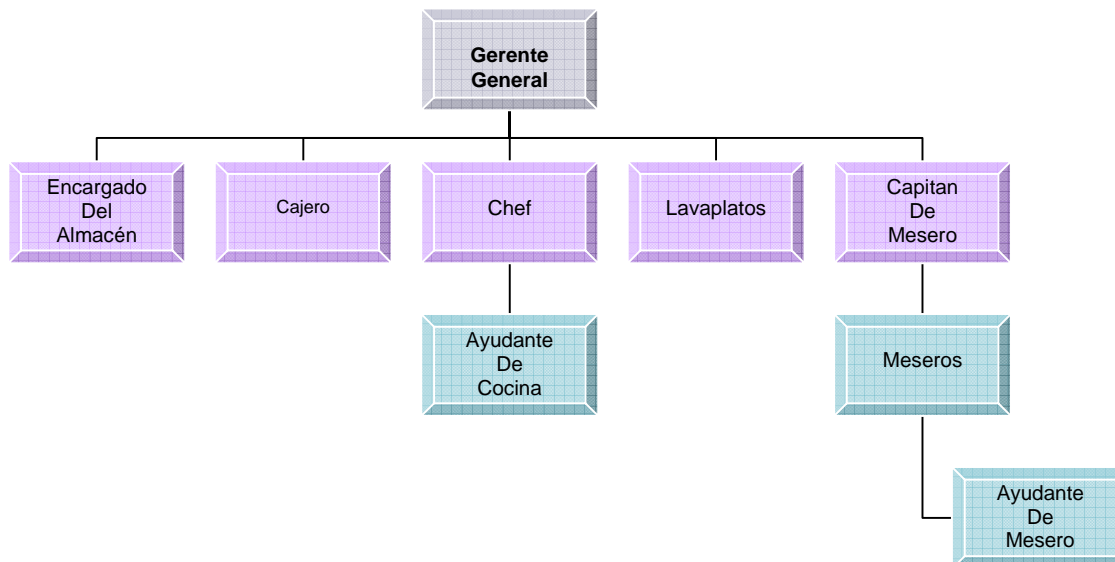 Gerente
General
Encargado
Del
Almacén
Cajero
Chef
Lavaplatos
Capitan
De
Mesero
Ayudante
De
Cocina
Meseros
Ayudante
De
Mesero